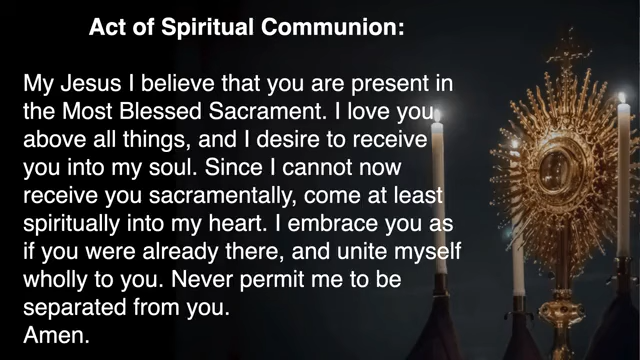 Act of Spiritual Communion:
My Jesus I believe that you are present in
the Most Blessed Sacrament. I love you
above all things, and I desire to receive
you into my soul. Since I cannot now
receive you sacramentally, come at least
spiritually into my heart. I embrace you as
if you were already there, and unite myself
wholly to you. Never permit me to be
separated from you.
Amen.